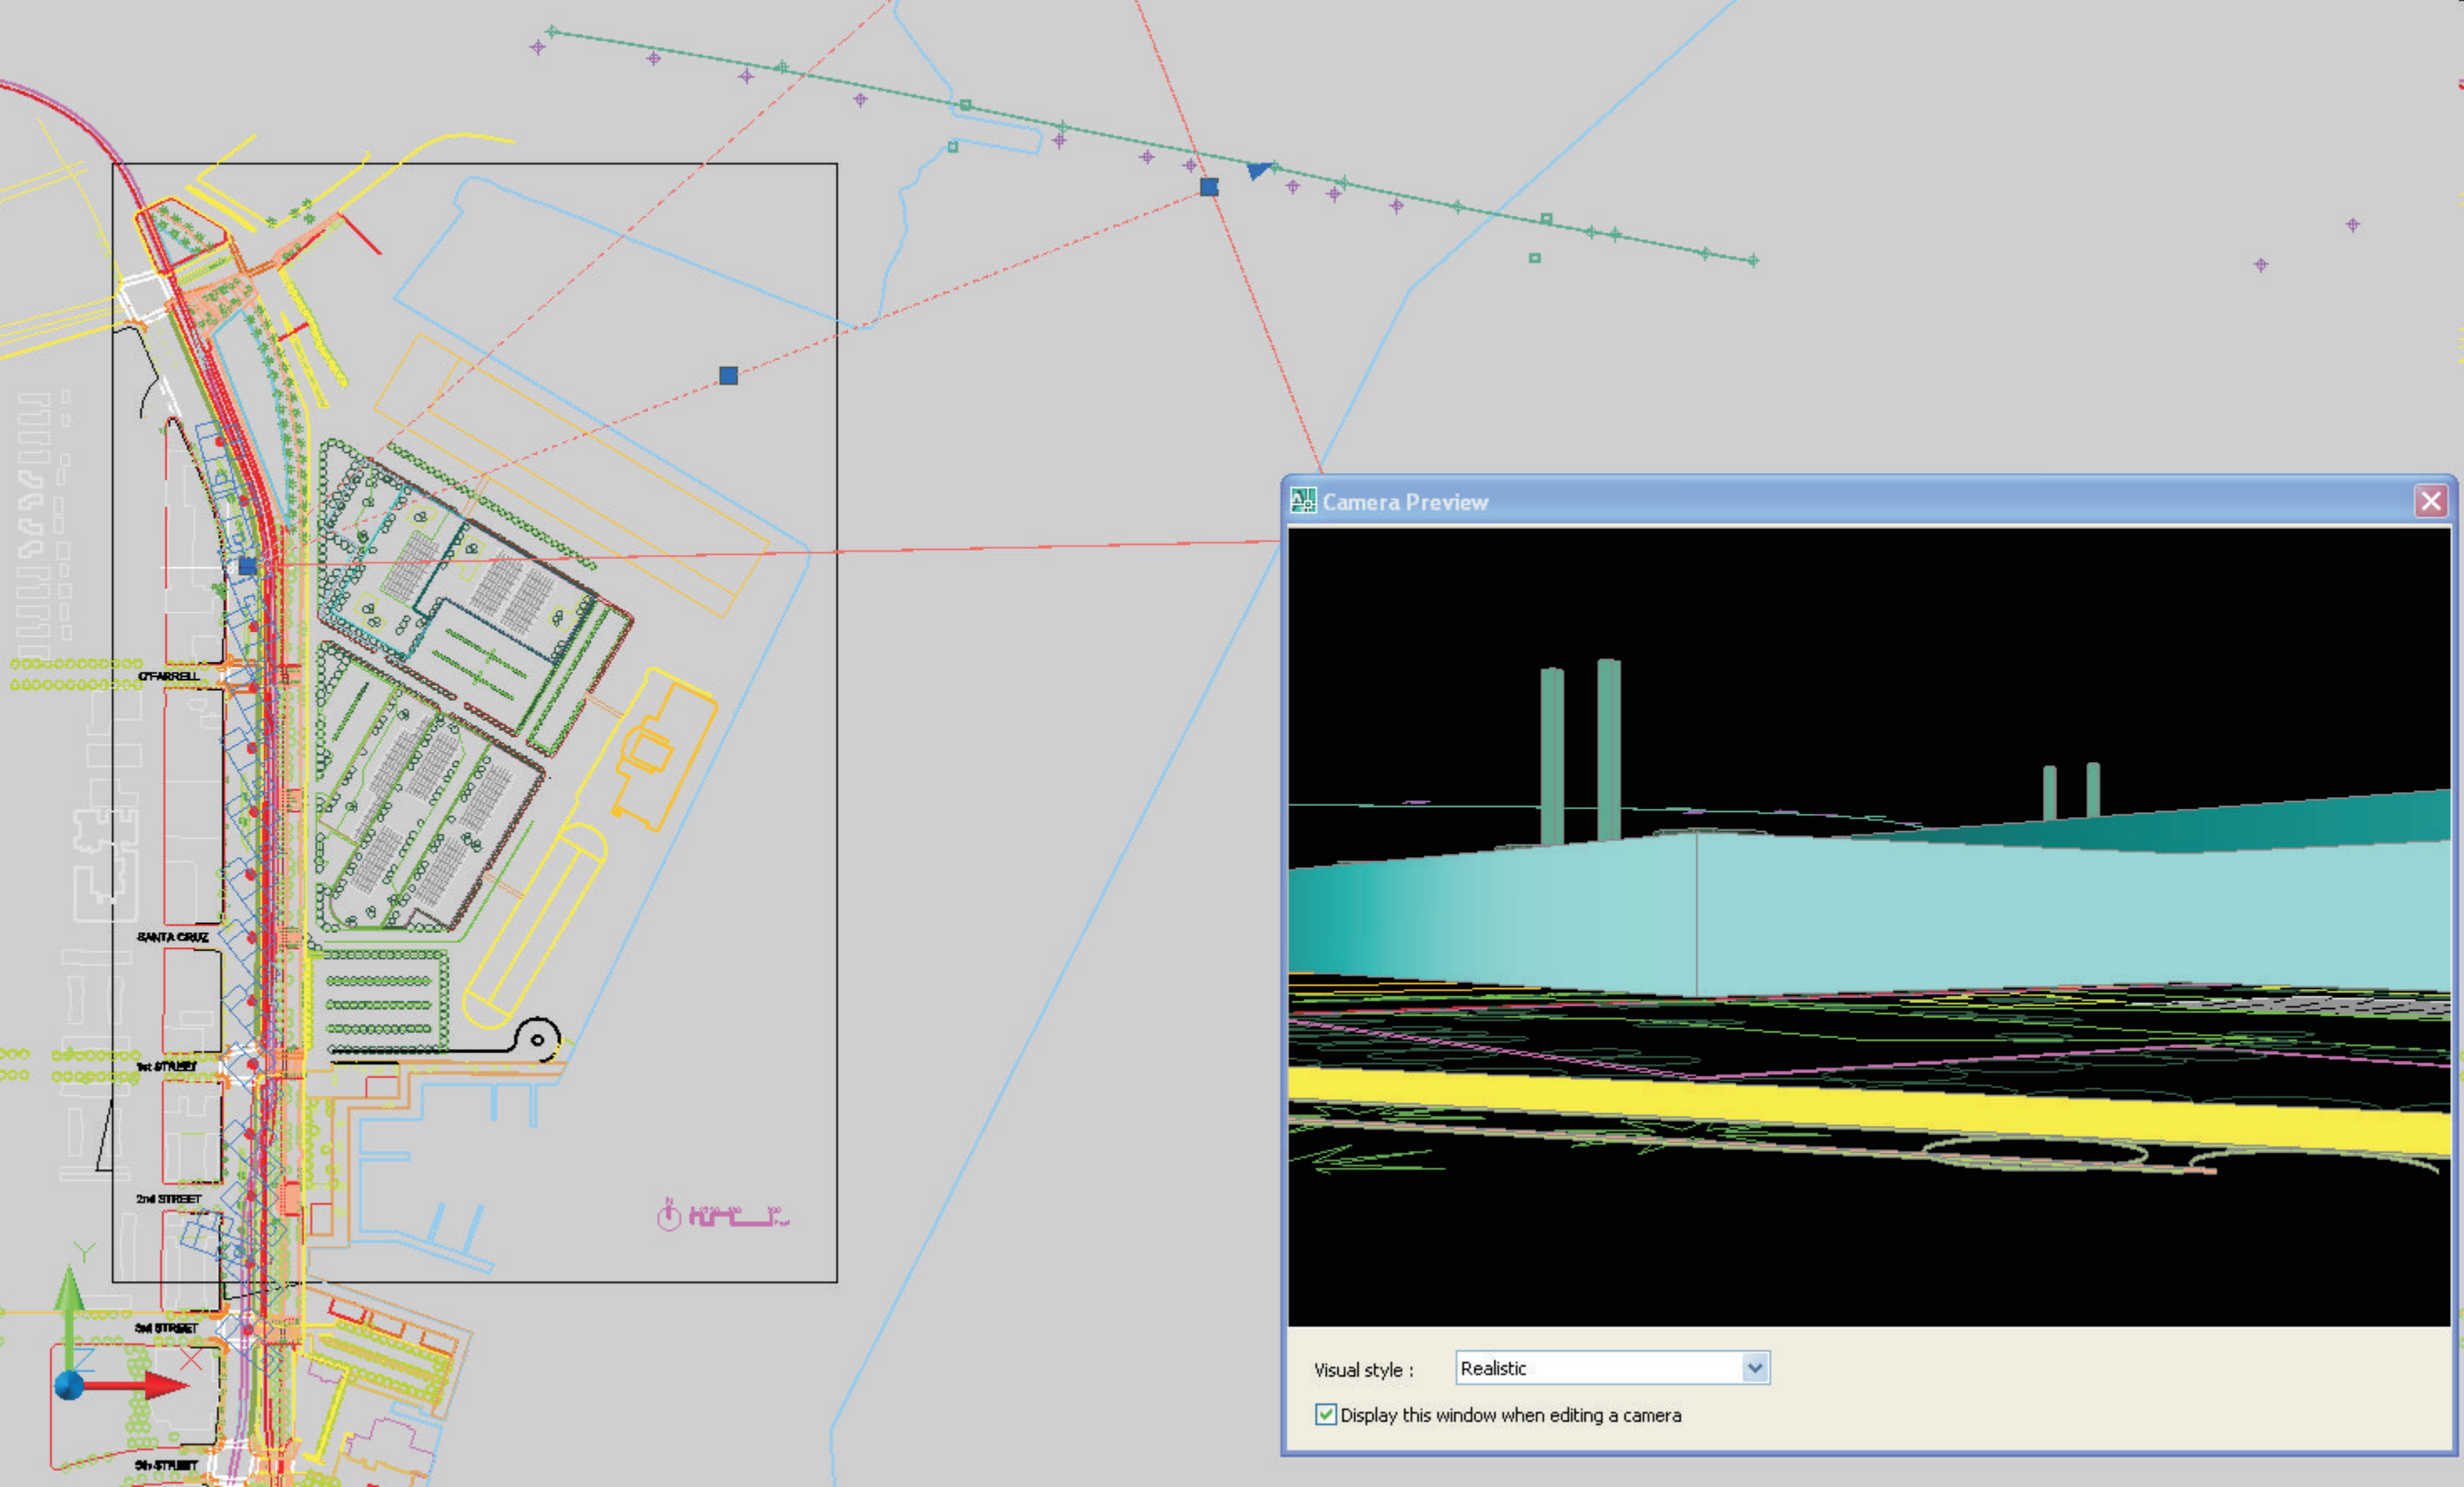 Camera Preview
O'FARRELL
SANTA CRUZ
1st STREET
2nd STREET
N
Y
3rd STREET
Z
X
5th STREET
Visual style :
Realistic
Display this window when editing a camera